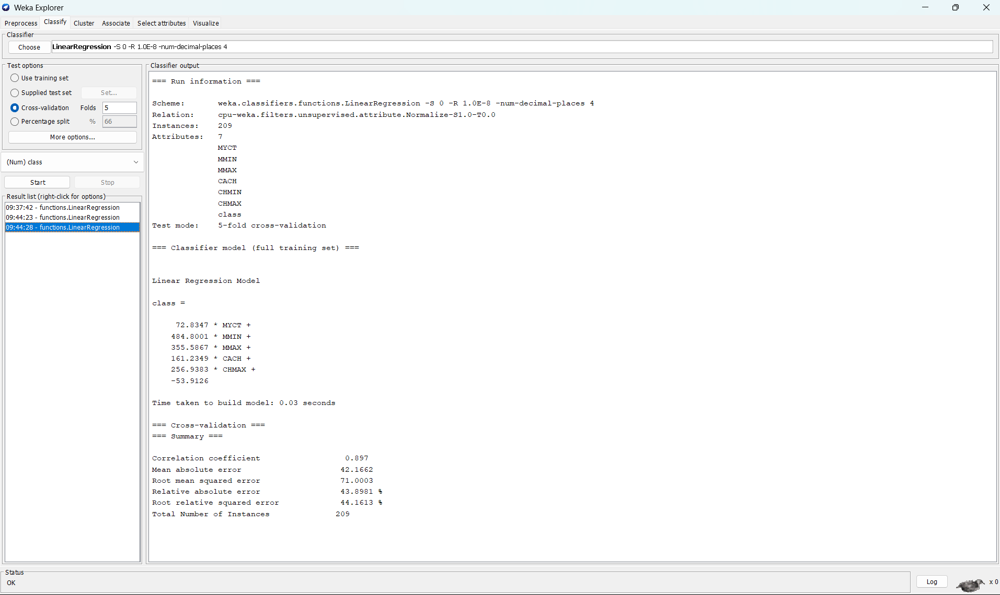 Weka Explorer
Preprocess Classify Cluster Associate Select attributes Visualize
Classifier
Choose LinearRegression -S 0 -R 1.0E-8 -num-decimal-places 4
Test options
Use training set
Supplied test set Set...
Cross-validation Folds 5
Percentage split % 66
More options...
(Num) class
Start Stop
Result list (right-click for options)
09:37:42 - functions.LinearRegression
09:44:23 - functions.LinearRegression
09:44:28 - functions.LinearRegression
Classifier output
=== Run information ===
Scheme: weka.classifiers.functions.LinearRegression -S 0 -R 1.0E-8 -num-decimal-places 4
Relation: cpu-weka.filters.unsupervised.attribute.Normalize-S1.0-T0.0
Instances: 209
Attributes: 7
MYCT
MMIN
MMAX
CACH
CHMIN
CHMAX
class
Test mode: 5-fold cross-validation
=== Classifier model (full training set) ===
Linear Regression Model
class =
72.8347 * MYCT +
484.8001 * MMIN +
355.5867 * MMAX +
161.2349 * CACH +
256.9383 * CHMAX +
-53.9126
Time taken to build model: 0.03 seconds
=== Cross-validation ===
=== Summary ===
Correlation coefficient 0.897
Mean absolute error 42.1662
Root mean squared error 71.0003
Relative absolute error 43.8981 %
Root relative squared error 44.1613 %
Total Number of Instances 209
Status
OK
Log x 0